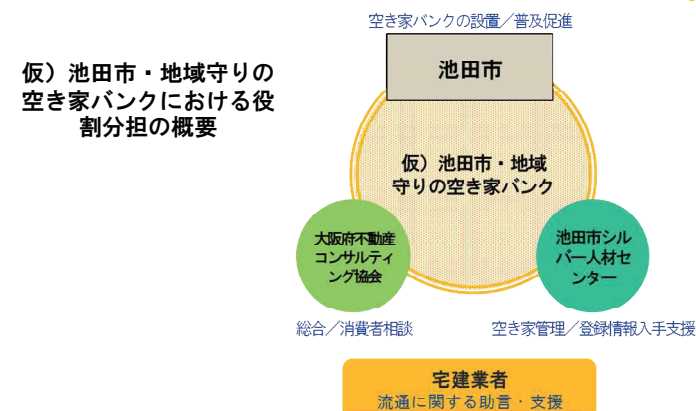 空き家バンクの設置／普及促進
仮）池田市・地域守りの
空き家バンクにおける役
割分担の概要
池田市
仮）池田市・地域
守りの空き家バンク
大阪府不動産
コンサルティ
ング協会
池田市シル
バー人材セ
ンター
総合／消費者相談
空き家管理／登録情報入手支援
宅建業者
流通に関する助言・支援